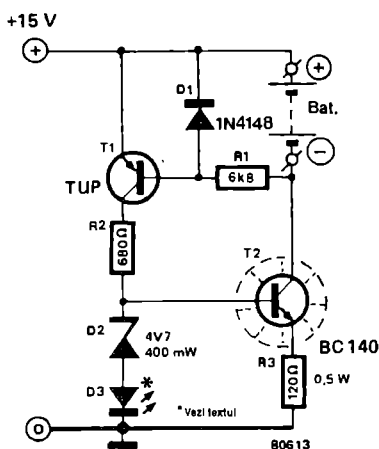 +15 V
+
D1
1N4148
+
Bat.
−
T1
TUP
R1
6k8
R2
680Ω
T2
BC 140
D2
4V7
400 mW
R3
120Ω
0,5 W
D3
*
* Vezi textul
0
80613